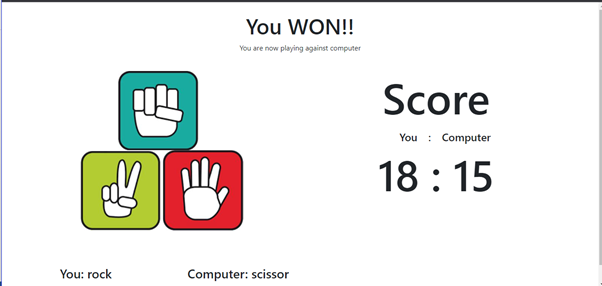 You WON!!
You are now playing against computer
Score
You : Computer
18 : 15
You: rock Computer: scissor